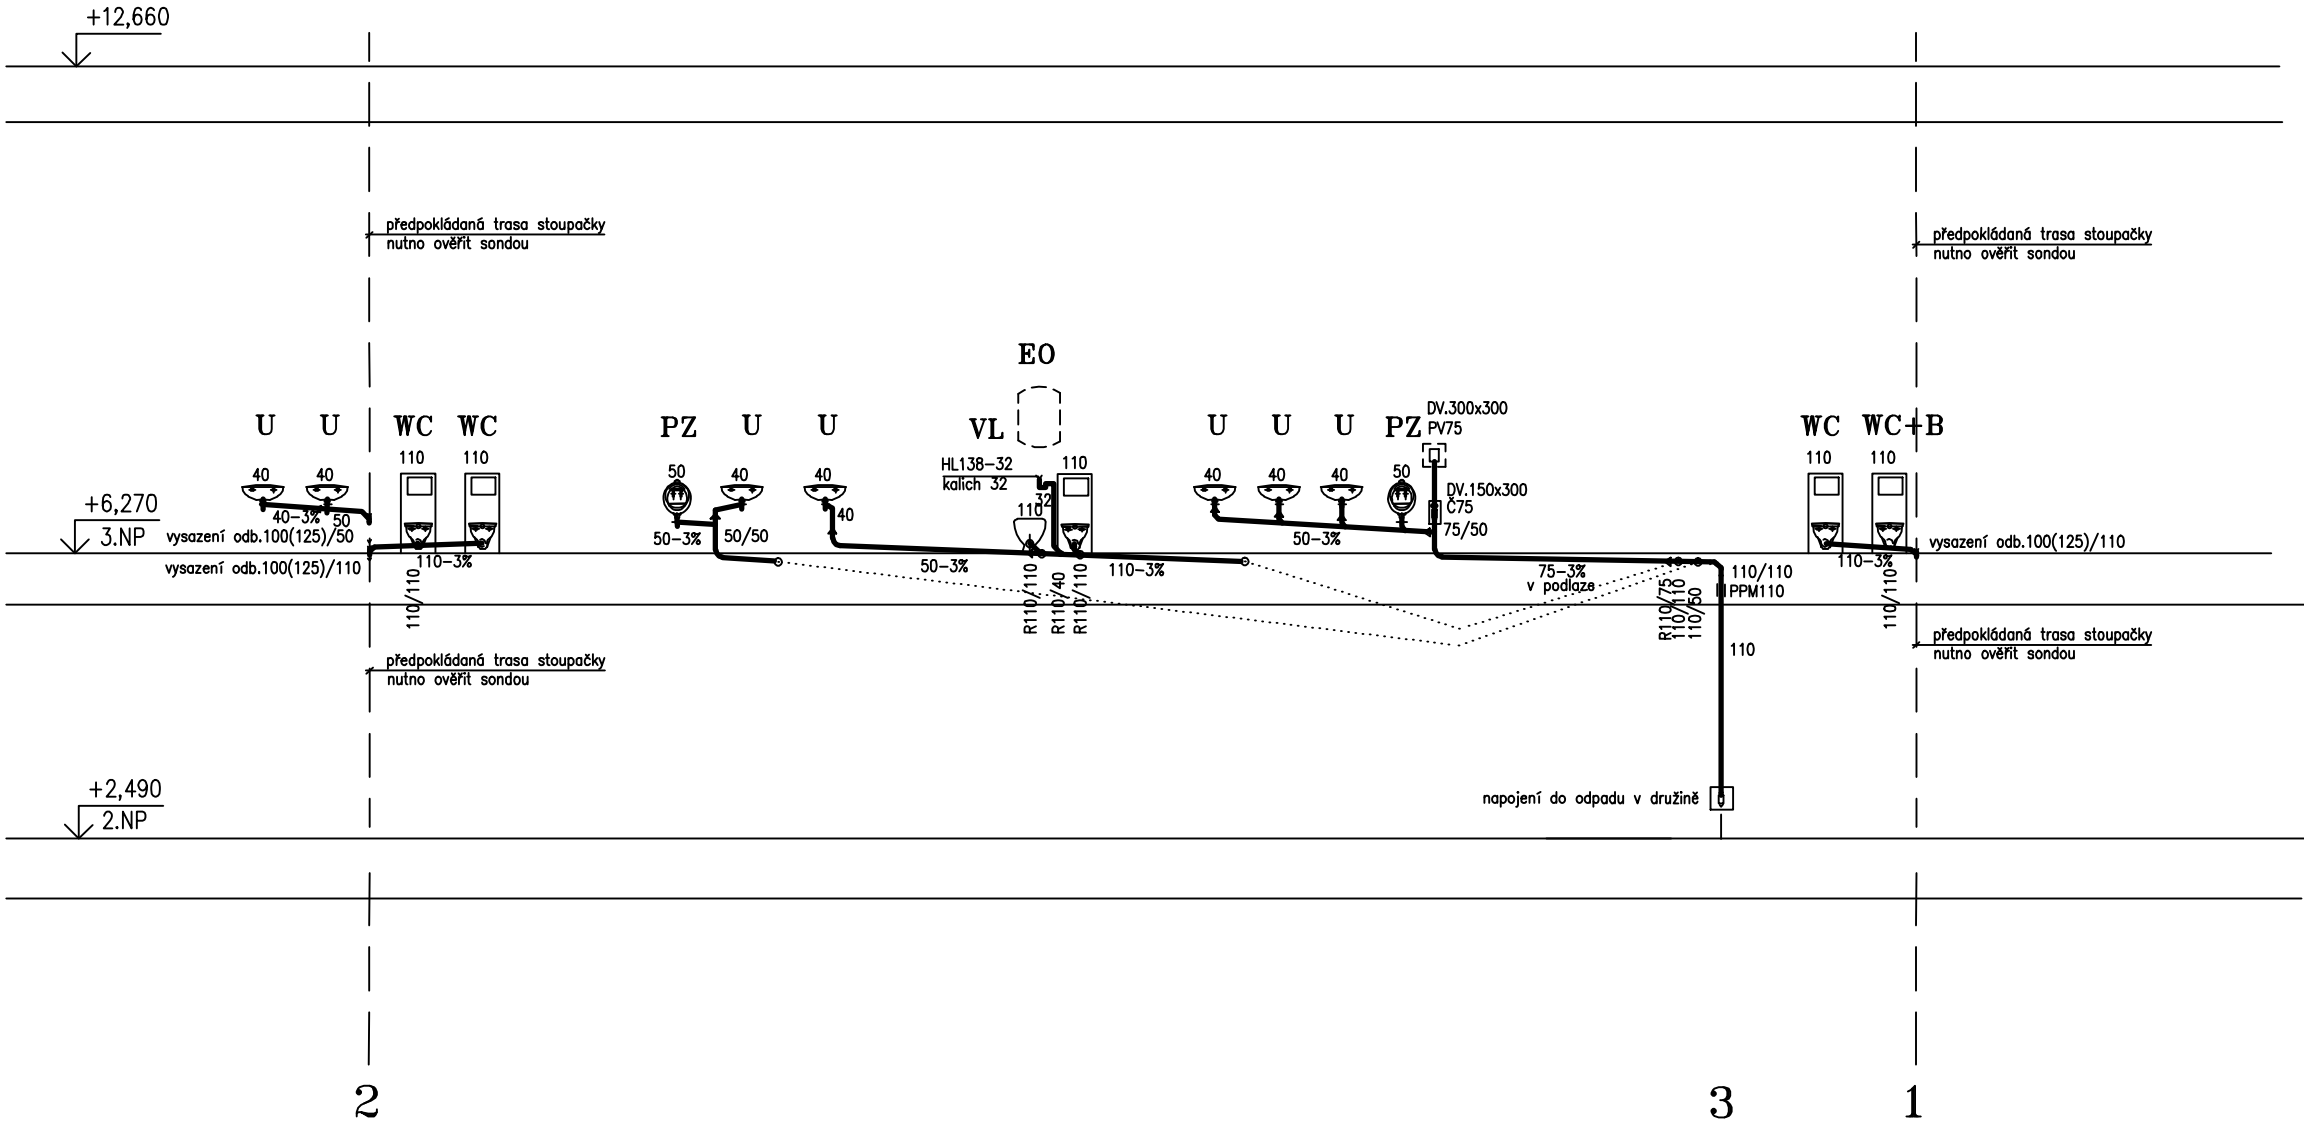 +12,660
předpokládaná trasa stoupačky
nutno ověřit sondou
předpokládaná trasa stoupačky
nutno ověřit sondou
EO
U
U
WC
WC
PZ
U
U
VL
U
U
U
PZ
DV.300x300
PV75
WC
WC+B
40
40
110
110
50
40
40
HL138-32
kalich 32
32
110
110
40
40
40
50
DV.150x300
Č75
75/50
110
110
+6,270
3.NP
40-3%
50
vysazení odb.100(125)/50
vysazení odb.100(125)/110
110-3%
110/110
50-3%
50/50
40
50-3%
R110/110
R110/40
R110/110
110-3%
50-3%
75-3%
v podlaze
R110/75
110/110
110/50
110/110
PPM110
110
110-3%
110/110
vysazení odb.100(125)/110
předpokládaná trasa stoupačky
nutno ověřit sondou
předpokládaná trasa stoupačky
nutno ověřit sondou
+2,490
2.NP
napojení do odpadu v družině
2
3
1